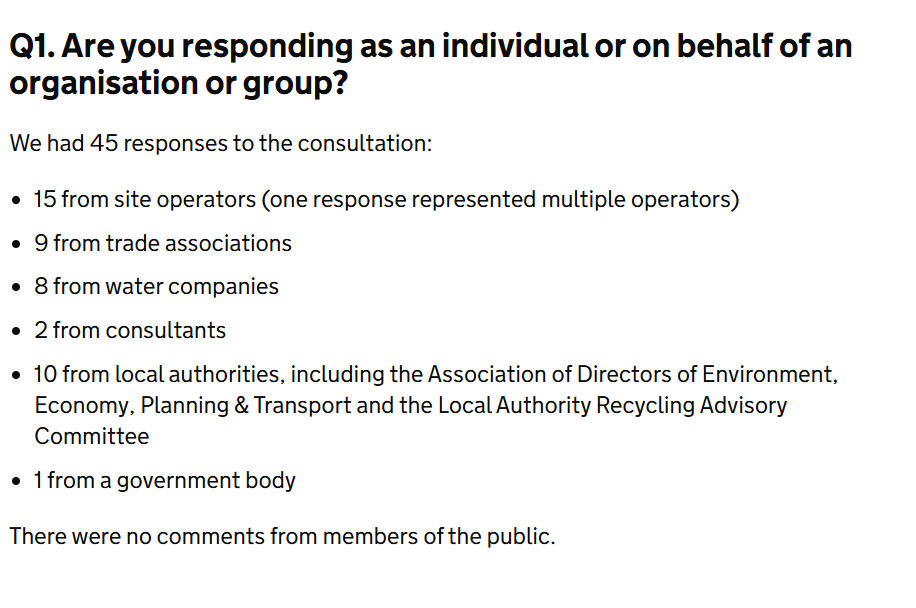 Q1. Are you responding as an individual or on behalf of an
organisation or group?
We had 45 responses to the consultation:
• 15 from site operators (one response represented multiple operators)
• 9 from trade associations
• 8 from water companies
• 2 from consultants
• 10 from local authorities, including the Association of Directors of Environment,
Economy, Planning & Transport and the Local Authority Recycling Advisory
Committee
• 1 from a government body
There were no comments from members of the public.